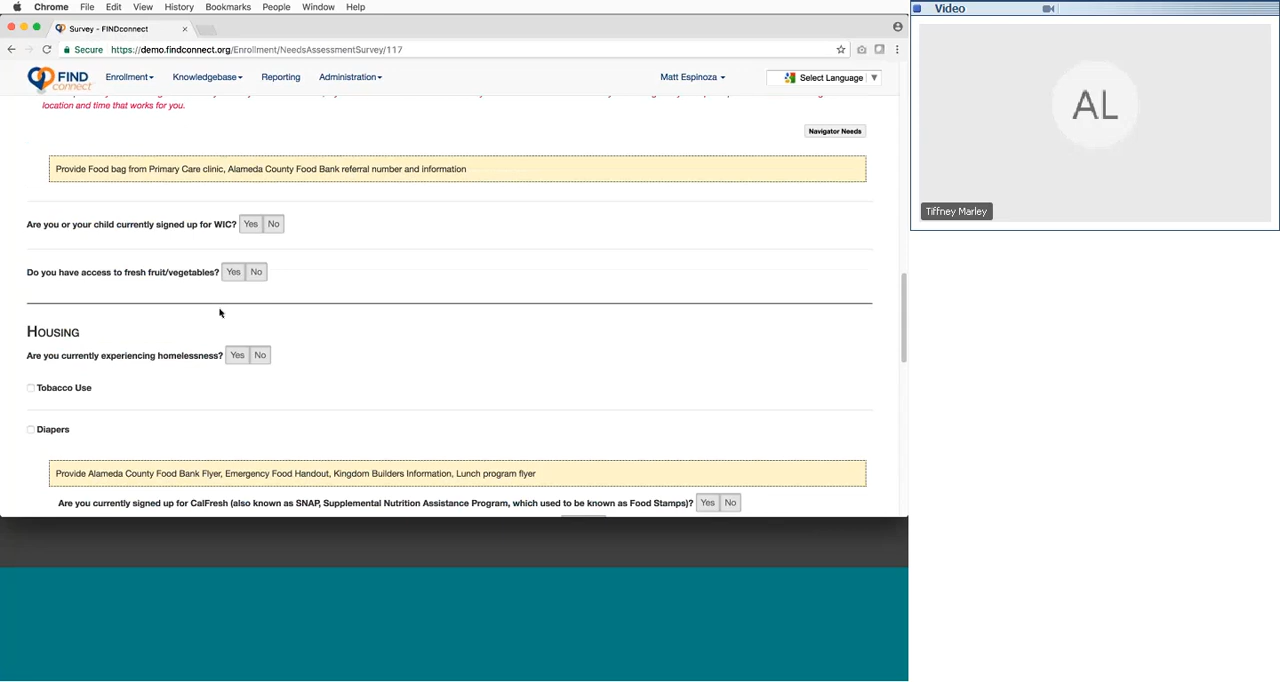 Chrome File Edit View History Bookmarks People Window Help
Video
Survey - FINDconnect
Secure https://demo.findconnect.org/Enrollment/NeedsAssessmentSurvey/117
FIND connect Enrollment Knowledgebase Reporting Administration Matt Espinoza Select Language
location and time that works for you.
Navigator Needs
Provide Food bag from Primary Care clinic, Alameda County Food Bank referral number and information
Are you or your child currently signed up for WIC? Yes No
Do you have access to fresh fruit/vegetables? Yes No
HOUSING
Are you currently experiencing homelessness? Yes No
Tobacco Use
Diapers
Provide Alameda County Food Bank Flyer, Emergency Food Handout, Kingdom Builders Information, Lunch program flyer
Are you currently signed up for CalFresh (also known as SNAP, Supplemental Nutrition Assistance Program, which used to be known as Food Stamps)? Yes No
AL
Tiffney Marley